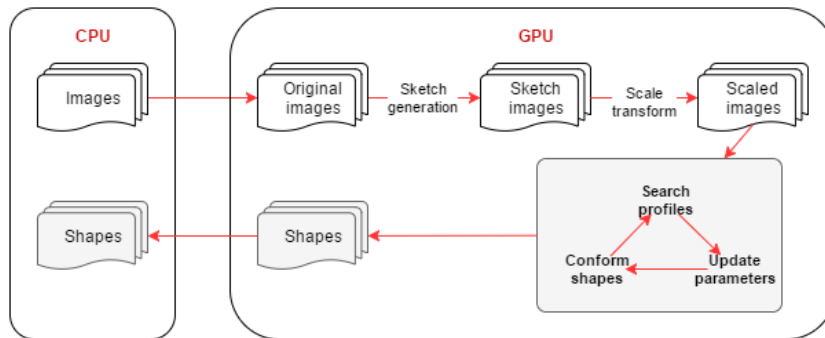 CPU
GPU
Images
Original
images
Sketch
generation
Sketch
images
Scale
transform
Scaled
images
Shapes
Shapes
Search
profiles
Conform
shapes
Update
parameters